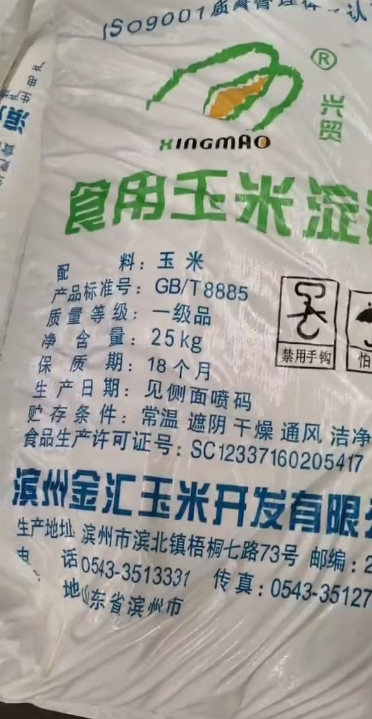 ISO9001质量管理体系认
®
兴贸
XINGMAO
食用玉米淀
配 料：玉米
产品标准号：GB/T8885
质量等级：一级品
净含量：25kg
保质期：18个月
生产日期：见侧面喷码
贮存条件：常温 遮阴 干燥 通风 洁净
食品生产许可证号：SC12337160205417
禁用手钩
怕
滨州金汇玉米开发有限
生产地址 滨州市滨北镇梧桐七路73号 邮编：2
电 话 0543-3513331 传真：0543-35127
地 山东省滨州市